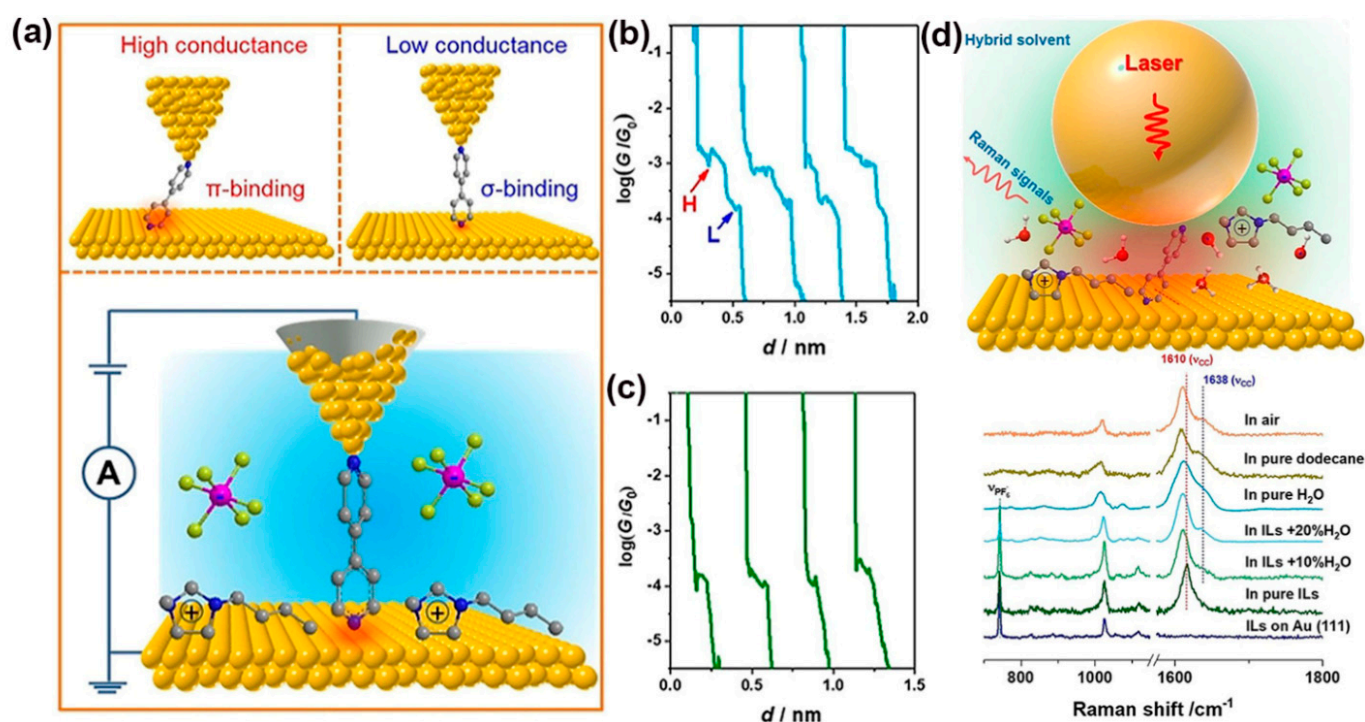 (a)
High conductance
Low conductance
π-binding
σ-binding
A
+
+
(b)
log(G/G₀)
-1
-2
-3
-4
-5
H
L
0.0 0.5 1.0 1.5 2.0
d / nm
(c)
log(G/G₀)
-1
-2
-3
-4
-5
0.0 0.5 1.0 1.5
d / nm
(d)
Hybrid solvent
Laser
Raman signals
+
+
1610 (νCC)
1638 (νCC)
In air
In pure dodecane
In pure H₂O
In ILs +20%H₂O
In ILs +10%H₂O
In pure ILs
ILs on Au (111)
νPF₆⁻
800 1000 1600 1800
Raman shift /cm⁻¹